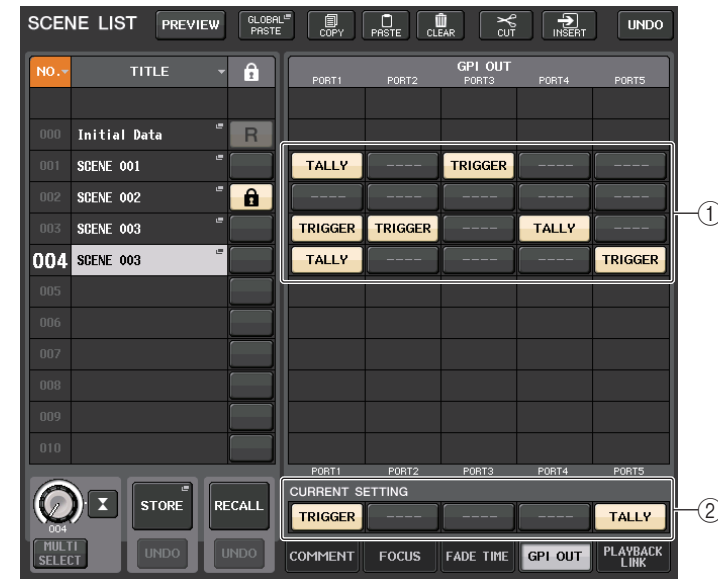 SCENE LIST PREVIEW GLOBAL PASTE COPY PASTE CLEAR CUT INSERT UNDO
NO. TITLE GPI OUT
PORT1 PORT2 PORT3 PORT4 PORT5
000 Initial Data R
001 SCENE 001 TALLY ---- TRIGGER ---- ----
002 SCENE 002 ---- ---- ---- ---- ----
003 SCENE 003 TRIGGER TRIGGER ---- TALLY ----
004 SCENE 003 TALLY ---- ---- ---- TRIGGER
①
005
006
007
008
009
010
PORT1 PORT2 PORT3 PORT4 PORT5
CURRENT SETTING
STORE RECALL TRIGGER ---- ---- ---- TALLY
②
004
MULTI SELECT UNDO UNDO COMMENT FOCUS FADE TIME GPI OUT PLAYBACK LINK